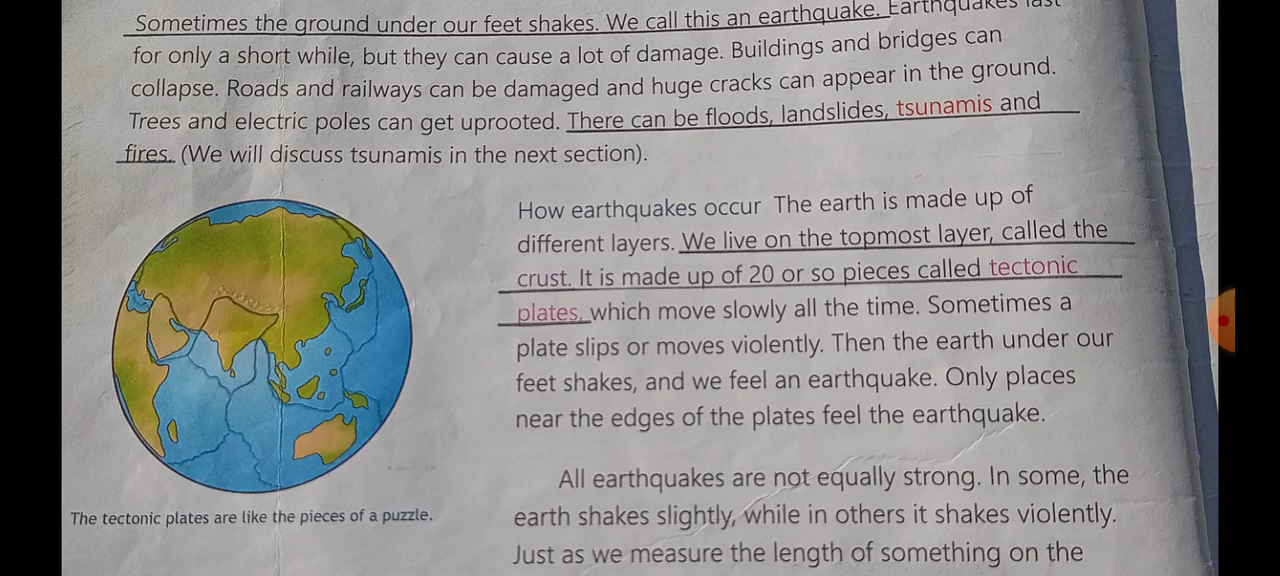 Sometimes the ground under our feet shakes. We call this an earthquake. Earthquakes last
for only a short while, but they can cause a lot of damage. Buildings and bridges can
collapse. Roads and railways can be damaged and huge cracks can appear in the ground.
Trees and electric poles can get uprooted. There can be floods, landslides, tsunamis and
fires. (We will discuss tsunamis in the next section).
How earthquakes occur The earth is made up of
different layers. We live on the topmost layer, called the
crust. It is made up of 20 or so pieces called tectonic
plates, which move slowly all the time. Sometimes a
plate slips or moves violently. Then the earth under our
feet shakes, and we feel an earthquake. Only places
near the edges of the plates feel the earthquake.
All earthquakes are not equally strong. In some, the
earth shakes slightly, while in others it shakes violently.
Just as we measure the length of something on the
The tectonic plates are like the pieces of a puzzle.